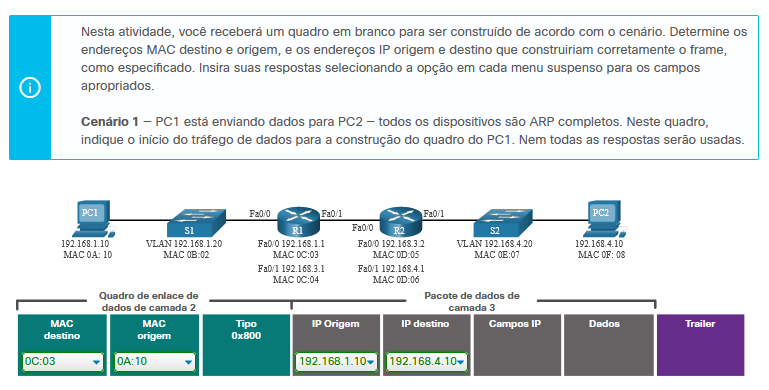 Nesta atividade, você receberá um quadro em branco para ser construído de acordo com o cenário. Determine os
endereços MAC destino e origem, e os endereços IP origem e destino que construiriam corretamente o frame,
como especificado. Insira suas respostas selecionando a opção em cada menu suspenso para os campos
apropriados.
Cenário 1 – PC1 está enviando dados para PC2 – todos os dispositivos são ARP completos. Neste quadro,
indique o início do tráfego de dados para a construção do quadro do PC1. Nem todas as respostas serão usadas.
PC1
S1
Fa0/0
R1
Fa0/1
Fa0/0
R2
Fa0/1
S2
PC2
192.168.1.10
MAC 0A: 10
VLAN 192.168.1.20
MAC 0B:02
Fa0/0 192.168.1.1
MAC 0C:03
Fa0/1 192.168.3.1
MAC 0C:04
Fa0/0 192.168.3.2
MAC 0D:05
Fa0/1 192.168.4.1
MAC 0D:06
VLAN 192.168.4.20
MAC 0E:07
192.168.4.10
MAC 0F: 08
Quadro de enlace de
dados de camada 2
Pacote de dados de
camada 3
MAC
destino
MAC
origem
Tipo
0x800
IP Origem
IP destino
Campos IP
Dados
Trailer
0C:03
0A:10
192.168.1.10
192.168.4.10